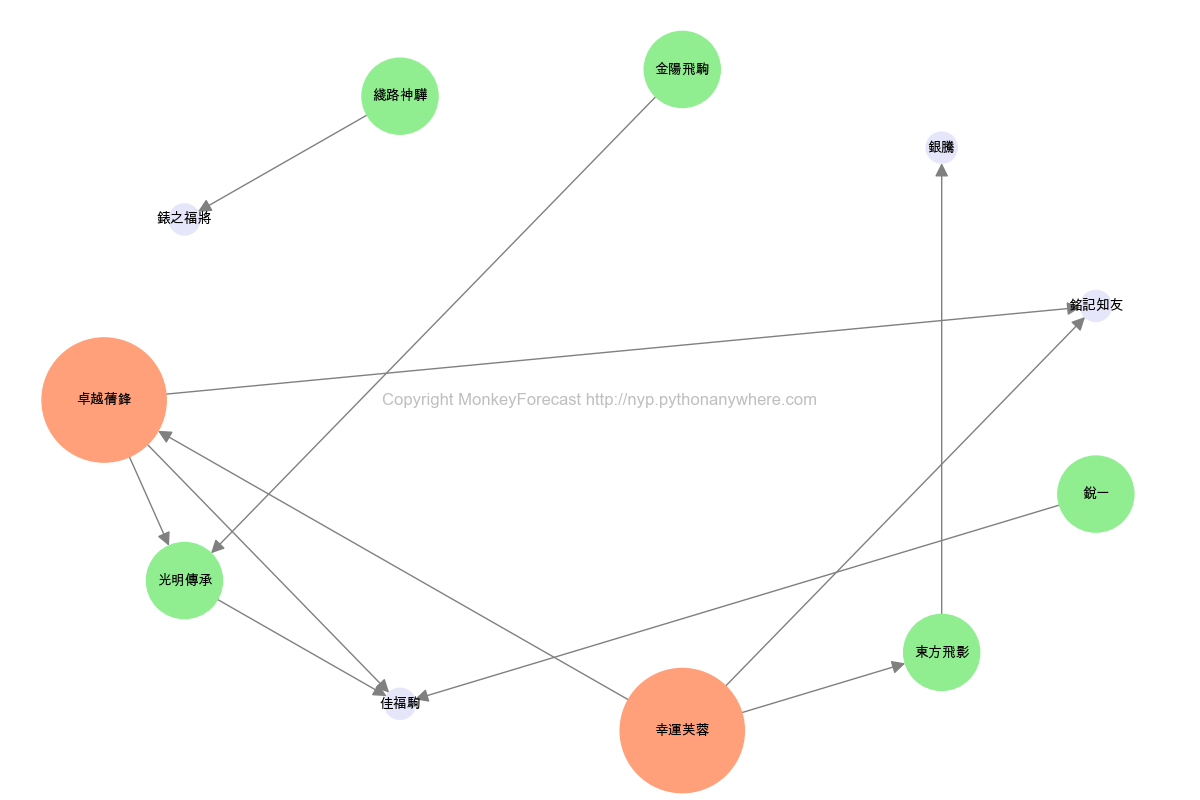 金陽飛駒
綫路神驊
銀騰
錶之福將
銘記知友
卓越蒨鋒
Copyright MonkeyForecast http://nyp.pythonanywhere.com
銳一
光明傳承
東方飛影
佳福駒
幸運芙蓉